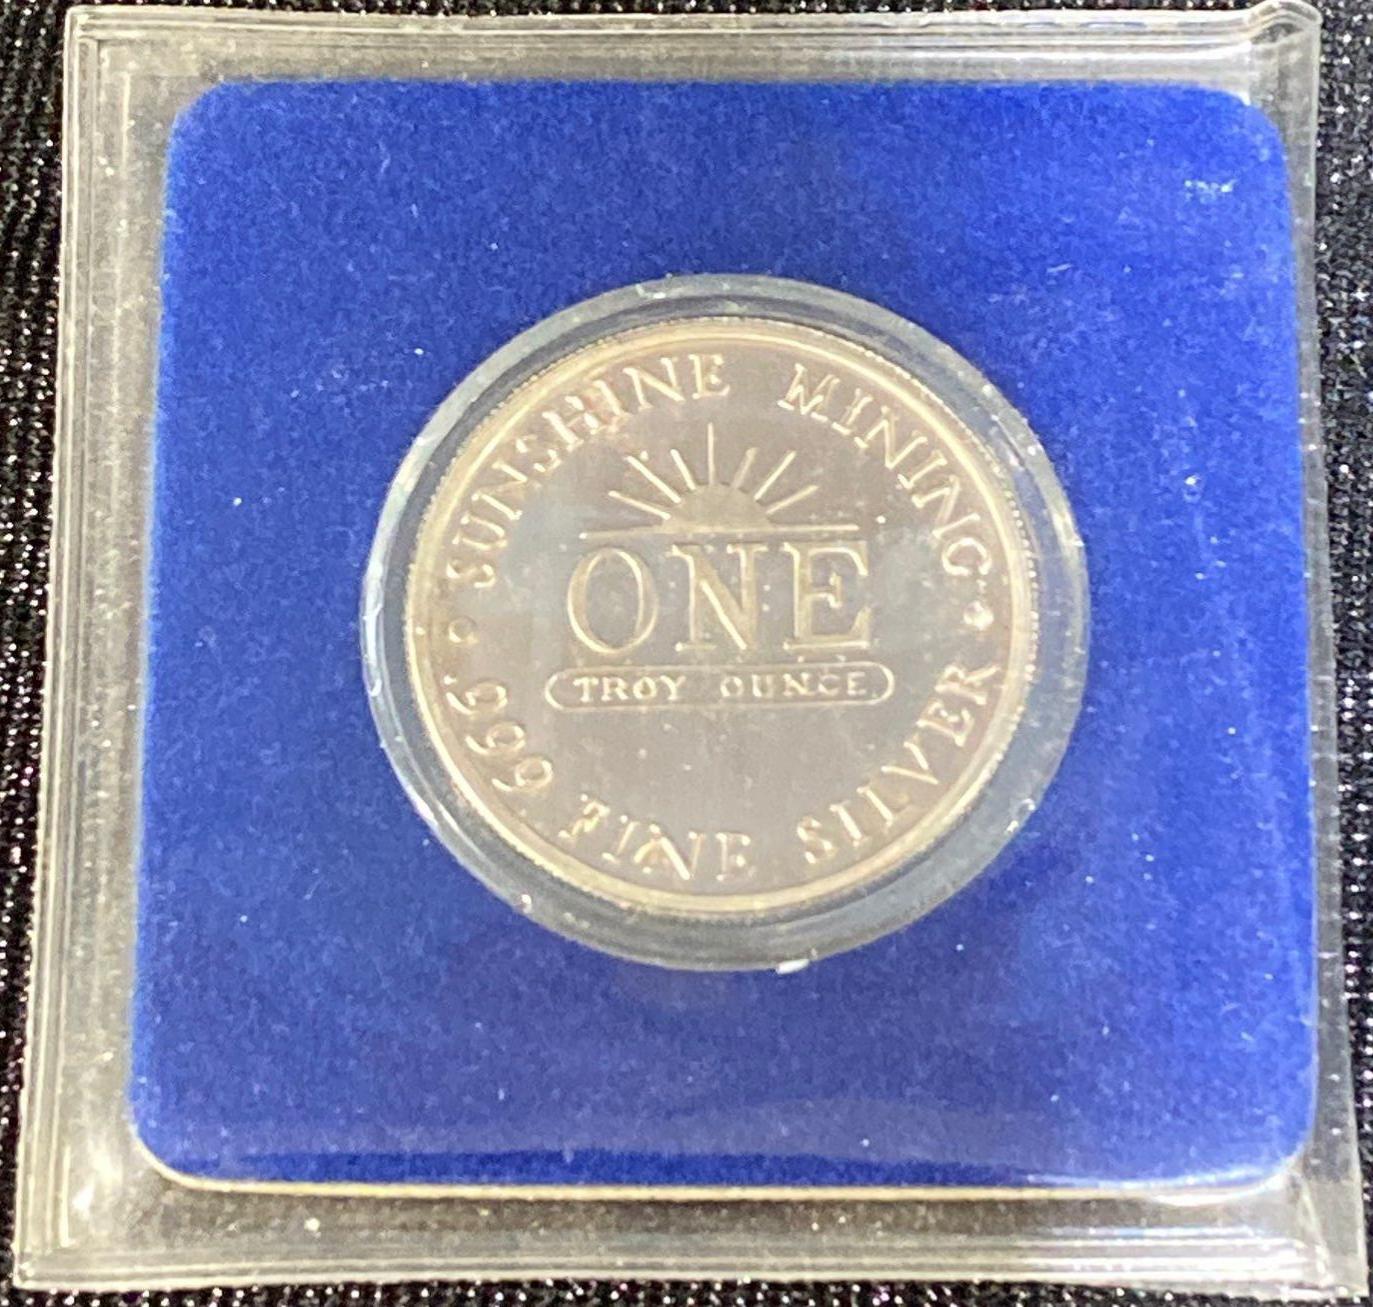 SUNSHINE MINING
ONE
TROY OUNCE
.999 FINE SILVER